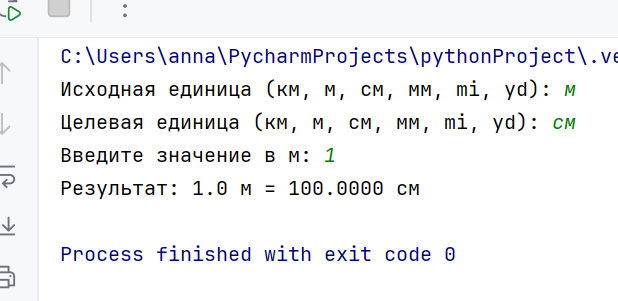 C:\Users\anna\PycharmProjects\pythonProject\.ve
Исходная единица (км, м, см, мм, mi, yd): м
Целевая единица (км, м, см, мм, mi, yd): см
Введите значение в м: 1
Результат: 1.0 м = 100.0000 см
Process finished with exit code 0